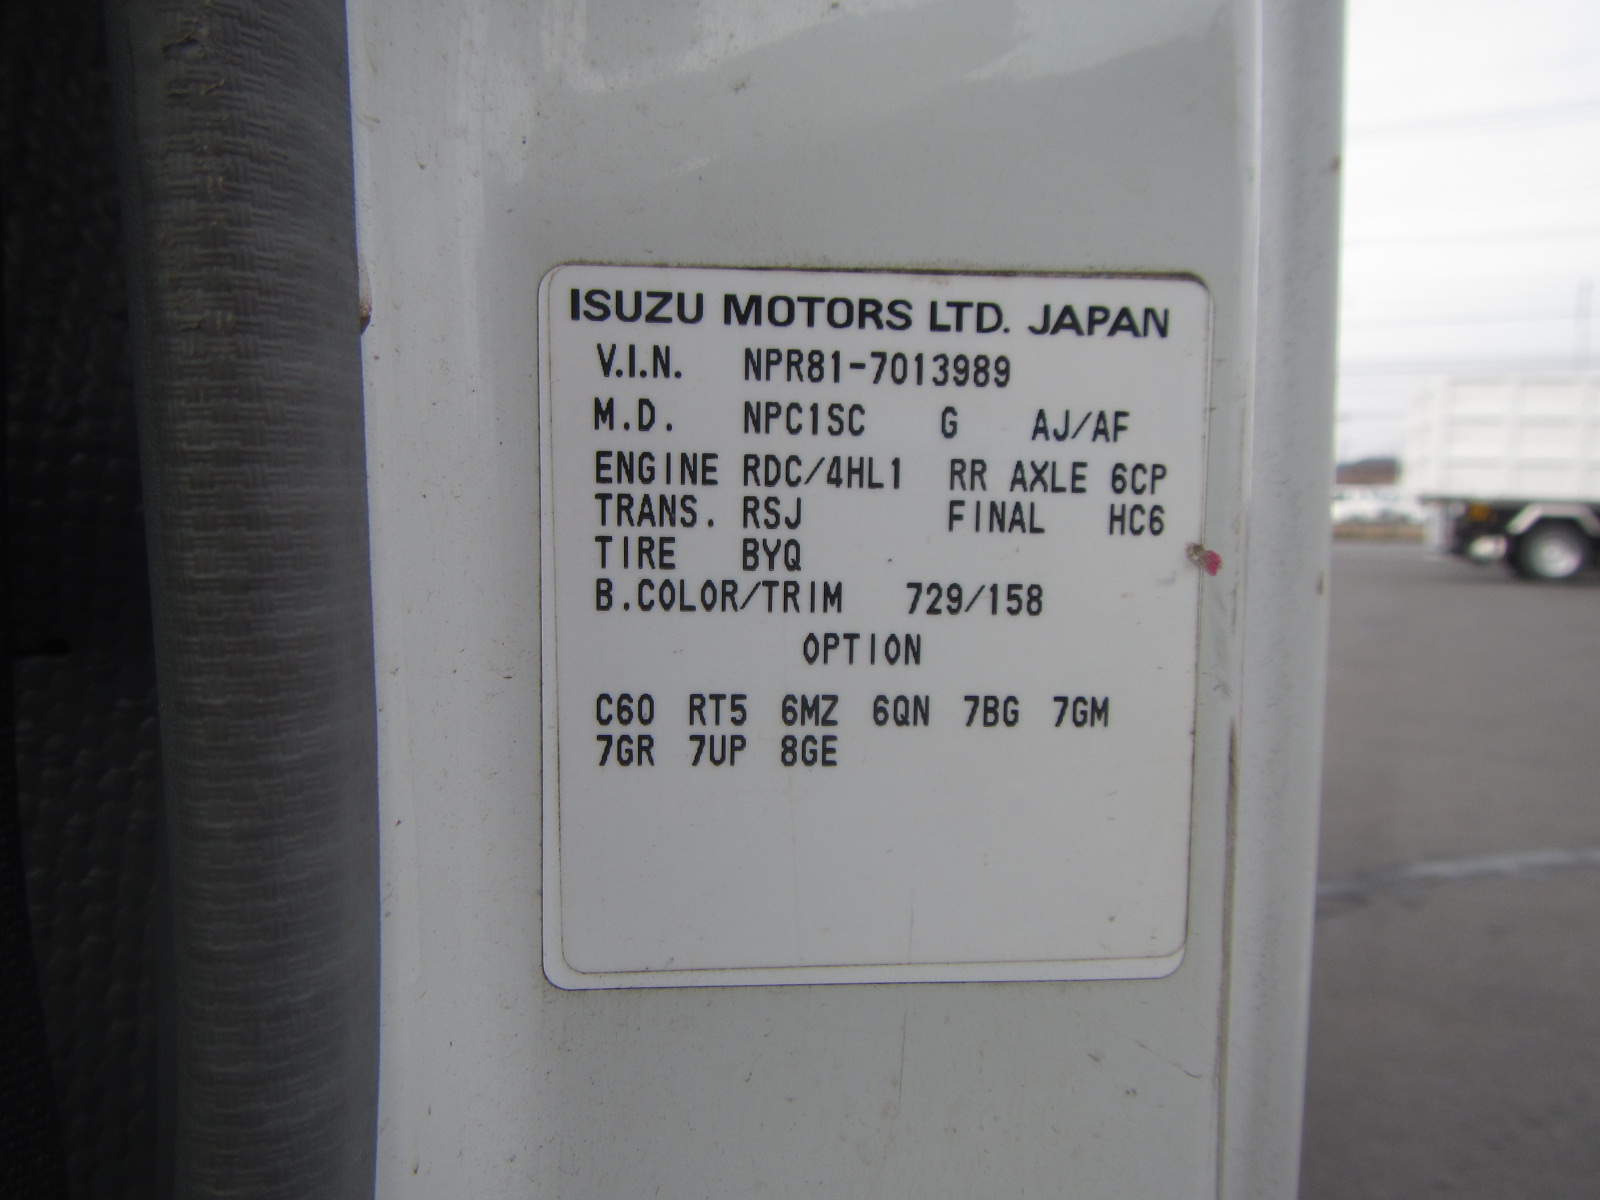 ISUZU MOTORS LTD. JAPAN
V.I.N. NPR81-7013989
M.D. NPC1SC G AJ/AF
ENGINE RDC/4HL1 RR AXLE 6CP
TRANS. RSJ FINAL HC6
TIRE BYQ
B.COLOR/TRIM 729/158
OPTION
C60 RT5 6MZ 6QN 7BG 7GM
7GR 7UP 8GE